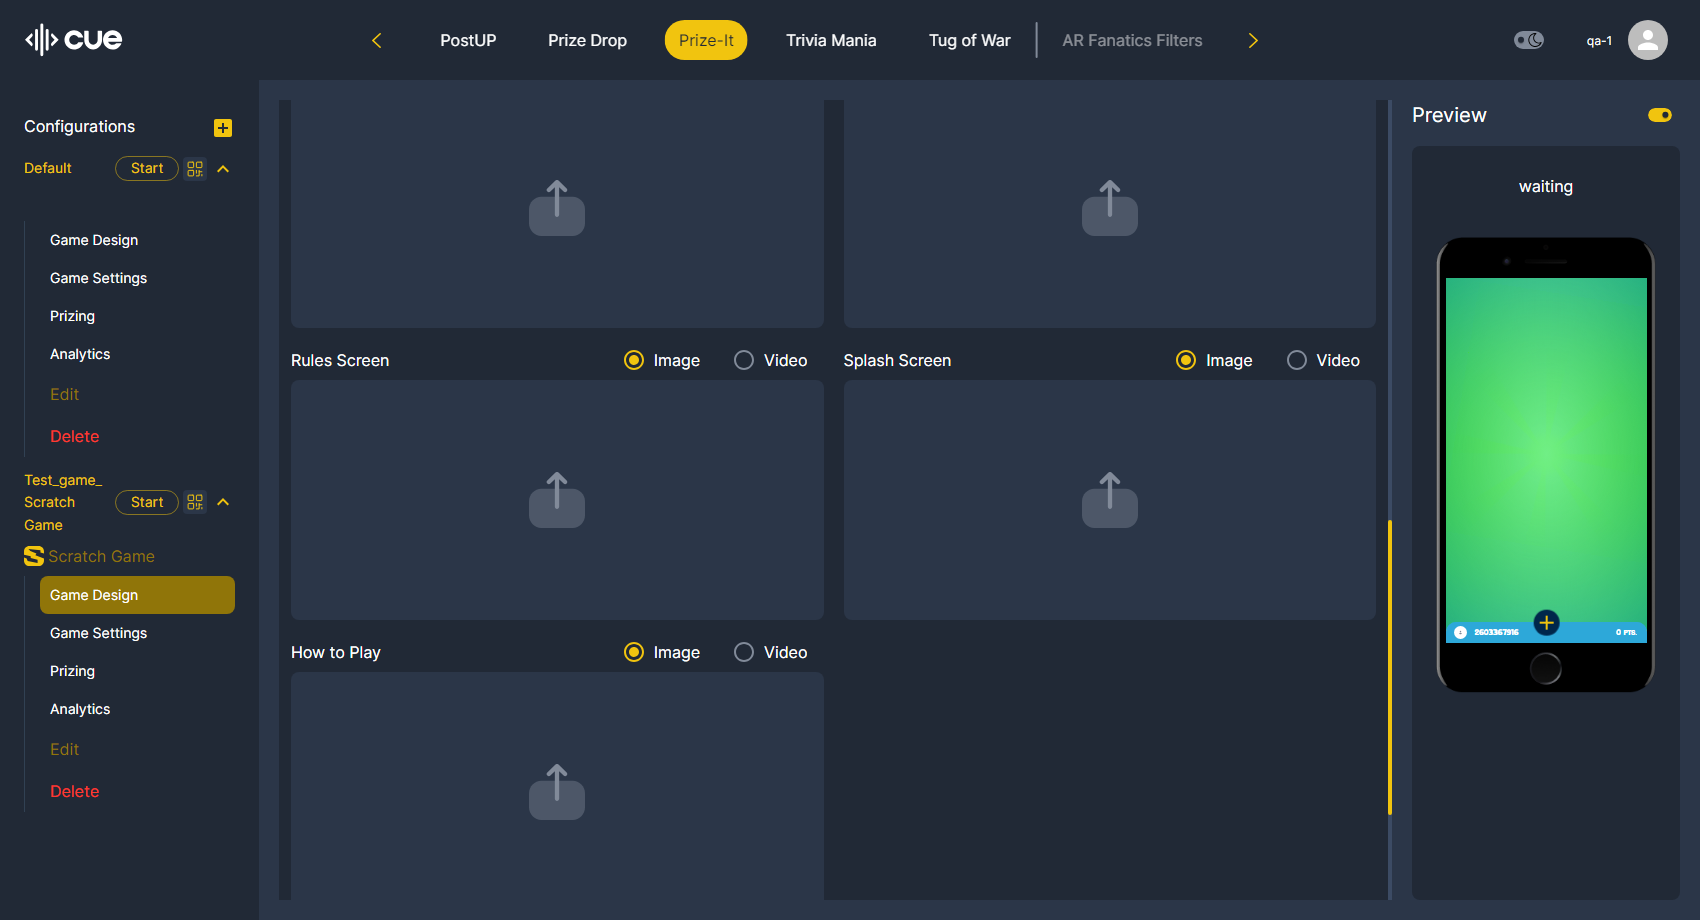 cue
PostUP
Prize Drop
Prize-It
Trivia Mania
Tug of War
AR Fanatics Filters
qa-1
Configurations
Default
Start
Game Design
Game Settings
Prizing
Analytics
Edit
Delete
Test_game_
Scratch
Game
Start
Scratch Game
Game Design
Game Settings
Prizing
Analytics
Edit
Delete
Rules Screen
Image
Video
Splash Screen
Image
Video
How to Play
Image
Video
Preview
waiting
2603367916
0 PTS.